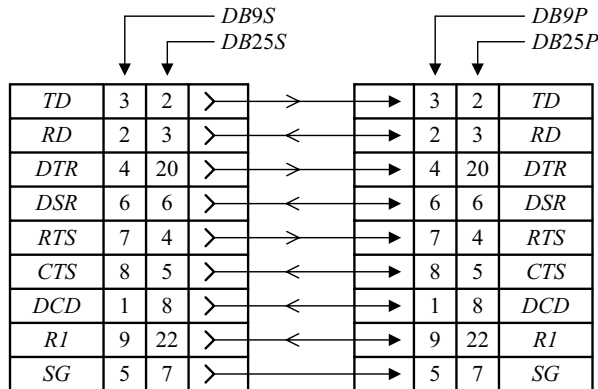 DB9S DB9P
DB25S DB25P
TD 3 2 3 2 TD
RD 2 3 2 3 RD
DTR 4 20 4 20 DTR
DSR 6 6 6 6 DSR
RTS 7 4 7 4 RTS
CTS 8 5 8 5 CTS
DCD 1 8 1 8 DCD
R1 9 22 9 22 R1
SG 5 7 5 7 SG